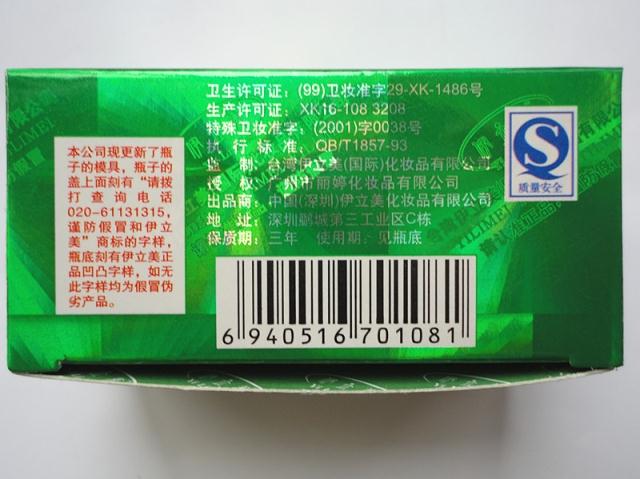 卫生许可证：(99)卫妆准字29-XK-1486号
生产许可证：XK16-108 3208
特殊卫妆准字：(2001)字0038号
执行标准：QB/T1857-93
监 制：台湾伊立美(国际)化妆品有限公司
授 权：广州市丽婷化妆品有限公司
出品商：中国(深圳)伊立美化妆品有限公司
地 址：深圳鹏城第三工业区C栋
保质期：三年 使用期：见瓶底
本公司现更新了瓶
子的模具，瓶子的
盖上面刻有“请拨
打查询电话
020-61131315，
谨防假冒和伊立
美”商标的字样，
瓶底刻有伊立美正
品凹凸字样，如无
此字样均为假冒伪
劣产品。
质量安全
6 940516 701081